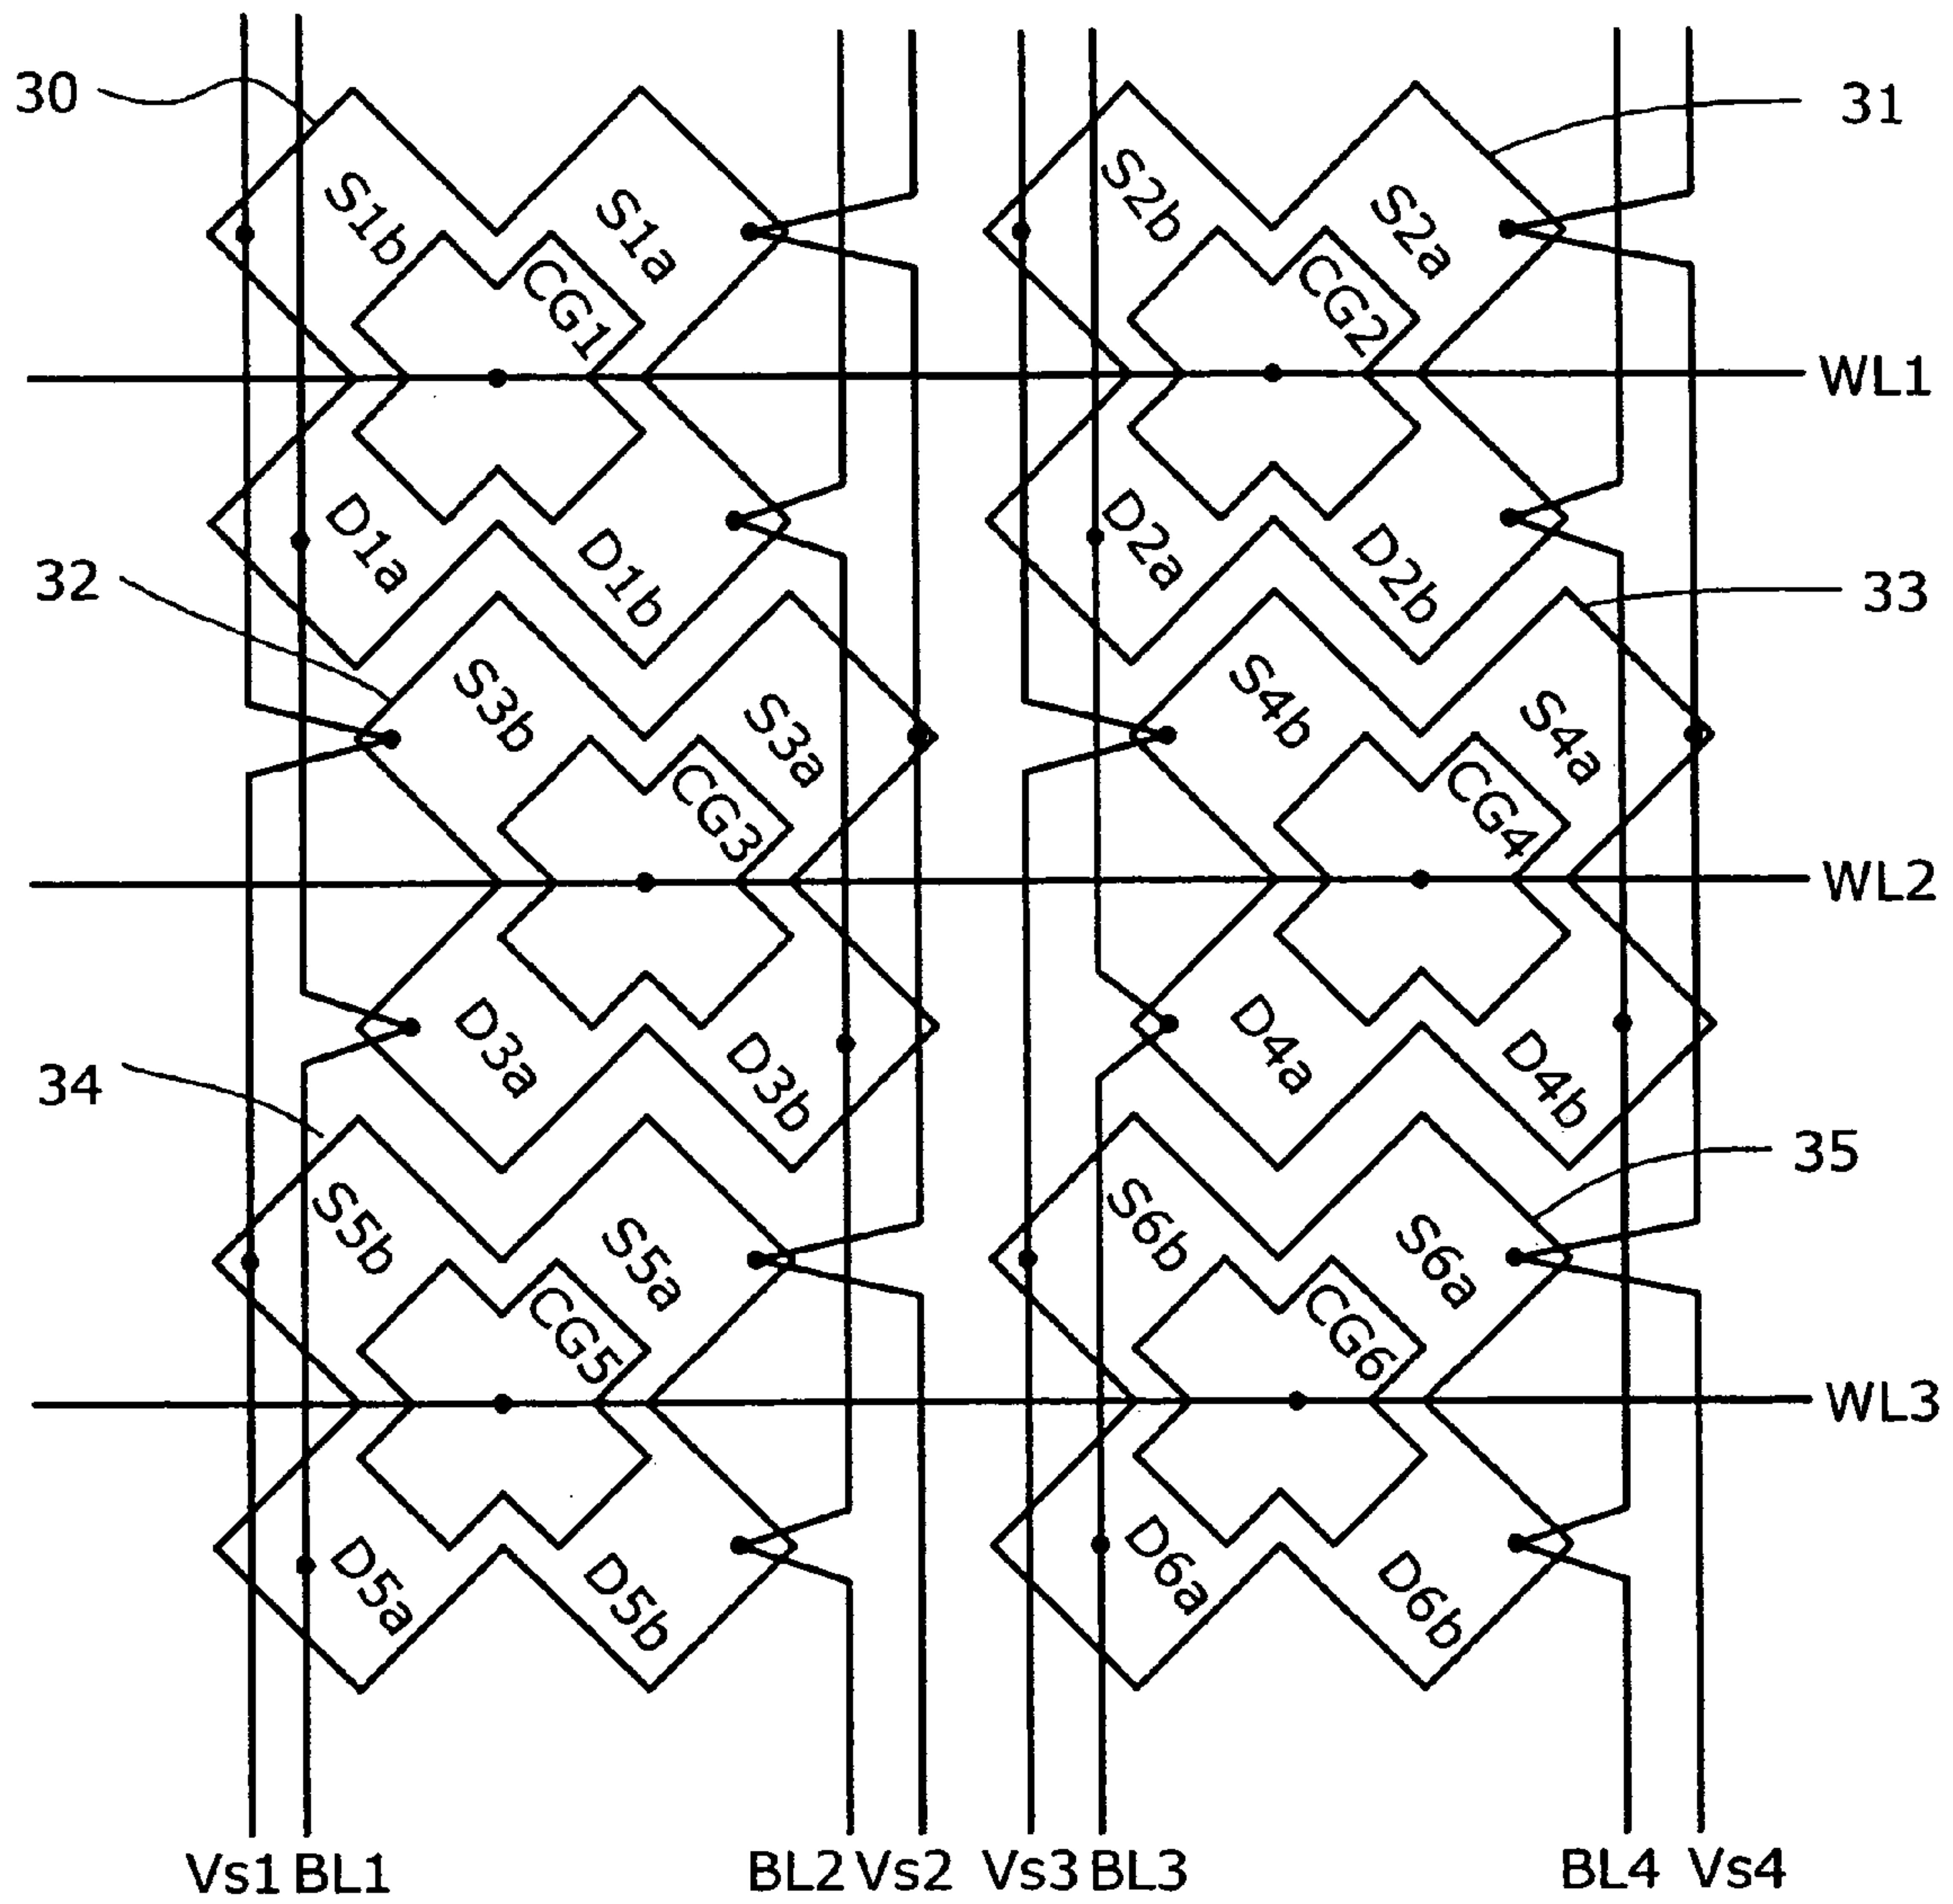 30
31
S1b
S1a
S2b
S2a
CG1
CG2
WL1
D1a
D1b
D2a
D2b
32
33
S3b
S3a
S4b
S4a
CG3
CG4
WL2
D3a
D3b
D4a
D4b
34
35
S5b
S5a
S6b
S6a
CG5
CG6
WL3
D5a
D5b
D6a
D6b
Vs1 BL1 BL2 Vs2 Vs3 BL3 BL4 Vs4